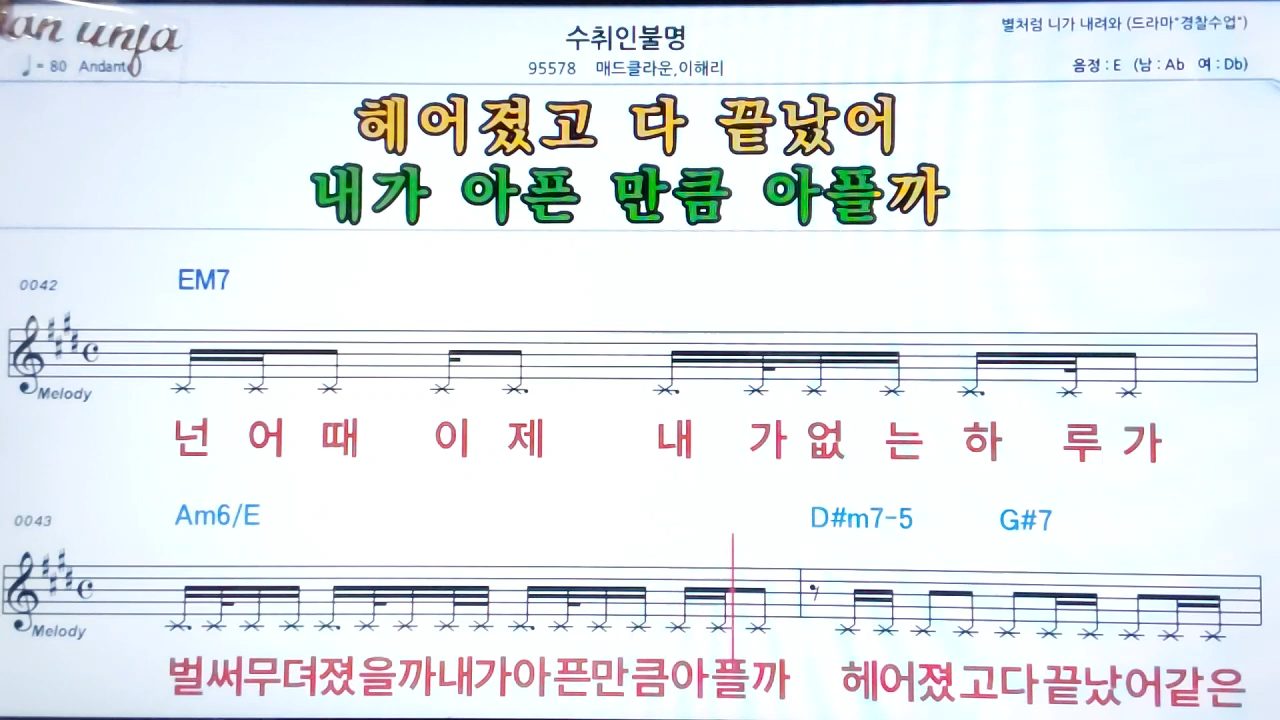 수취인불명
별처럼 니가 내려와 (드라마"경찰수업")
♩= 80 Andant
95578 매드클라운,이해리
음정 : E (남 : Ab 여 : Db)
헤어졌고 다 끝났어
내가 아픈 만큼 아플까
0042 EM7
Melody
넌 어 때 이 제 내 가 없 는 하 루 가
0043 Am6/E D#m7-5 G#7
Melody
벌써무뎌졌을까내가아픈만큼아플까 헤어졌고다끝났어같은